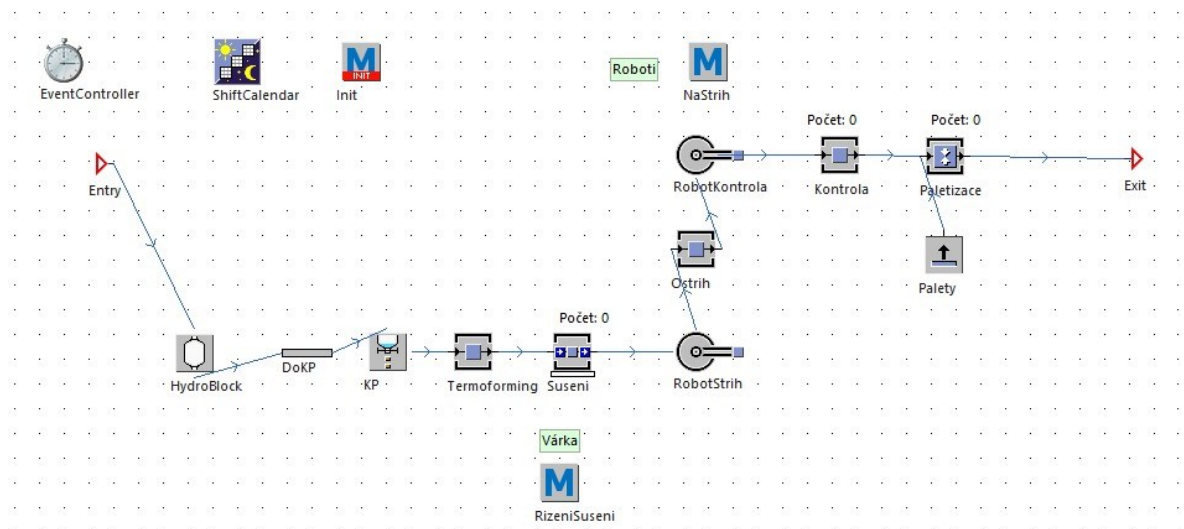 EventController
ShiftCalendar
M
INIT
Init
Roboti
M
NaStrih
Entry
RobotKontrola
Počet: 0
Kontrola
Počet: 0
Paletizace
Exit
Ostrih
Palety
HydroBlock
DoKP
KP
Termoforming
Počet: 0
Suseni
RobotStrih
Várka
M
RizeniSuseni